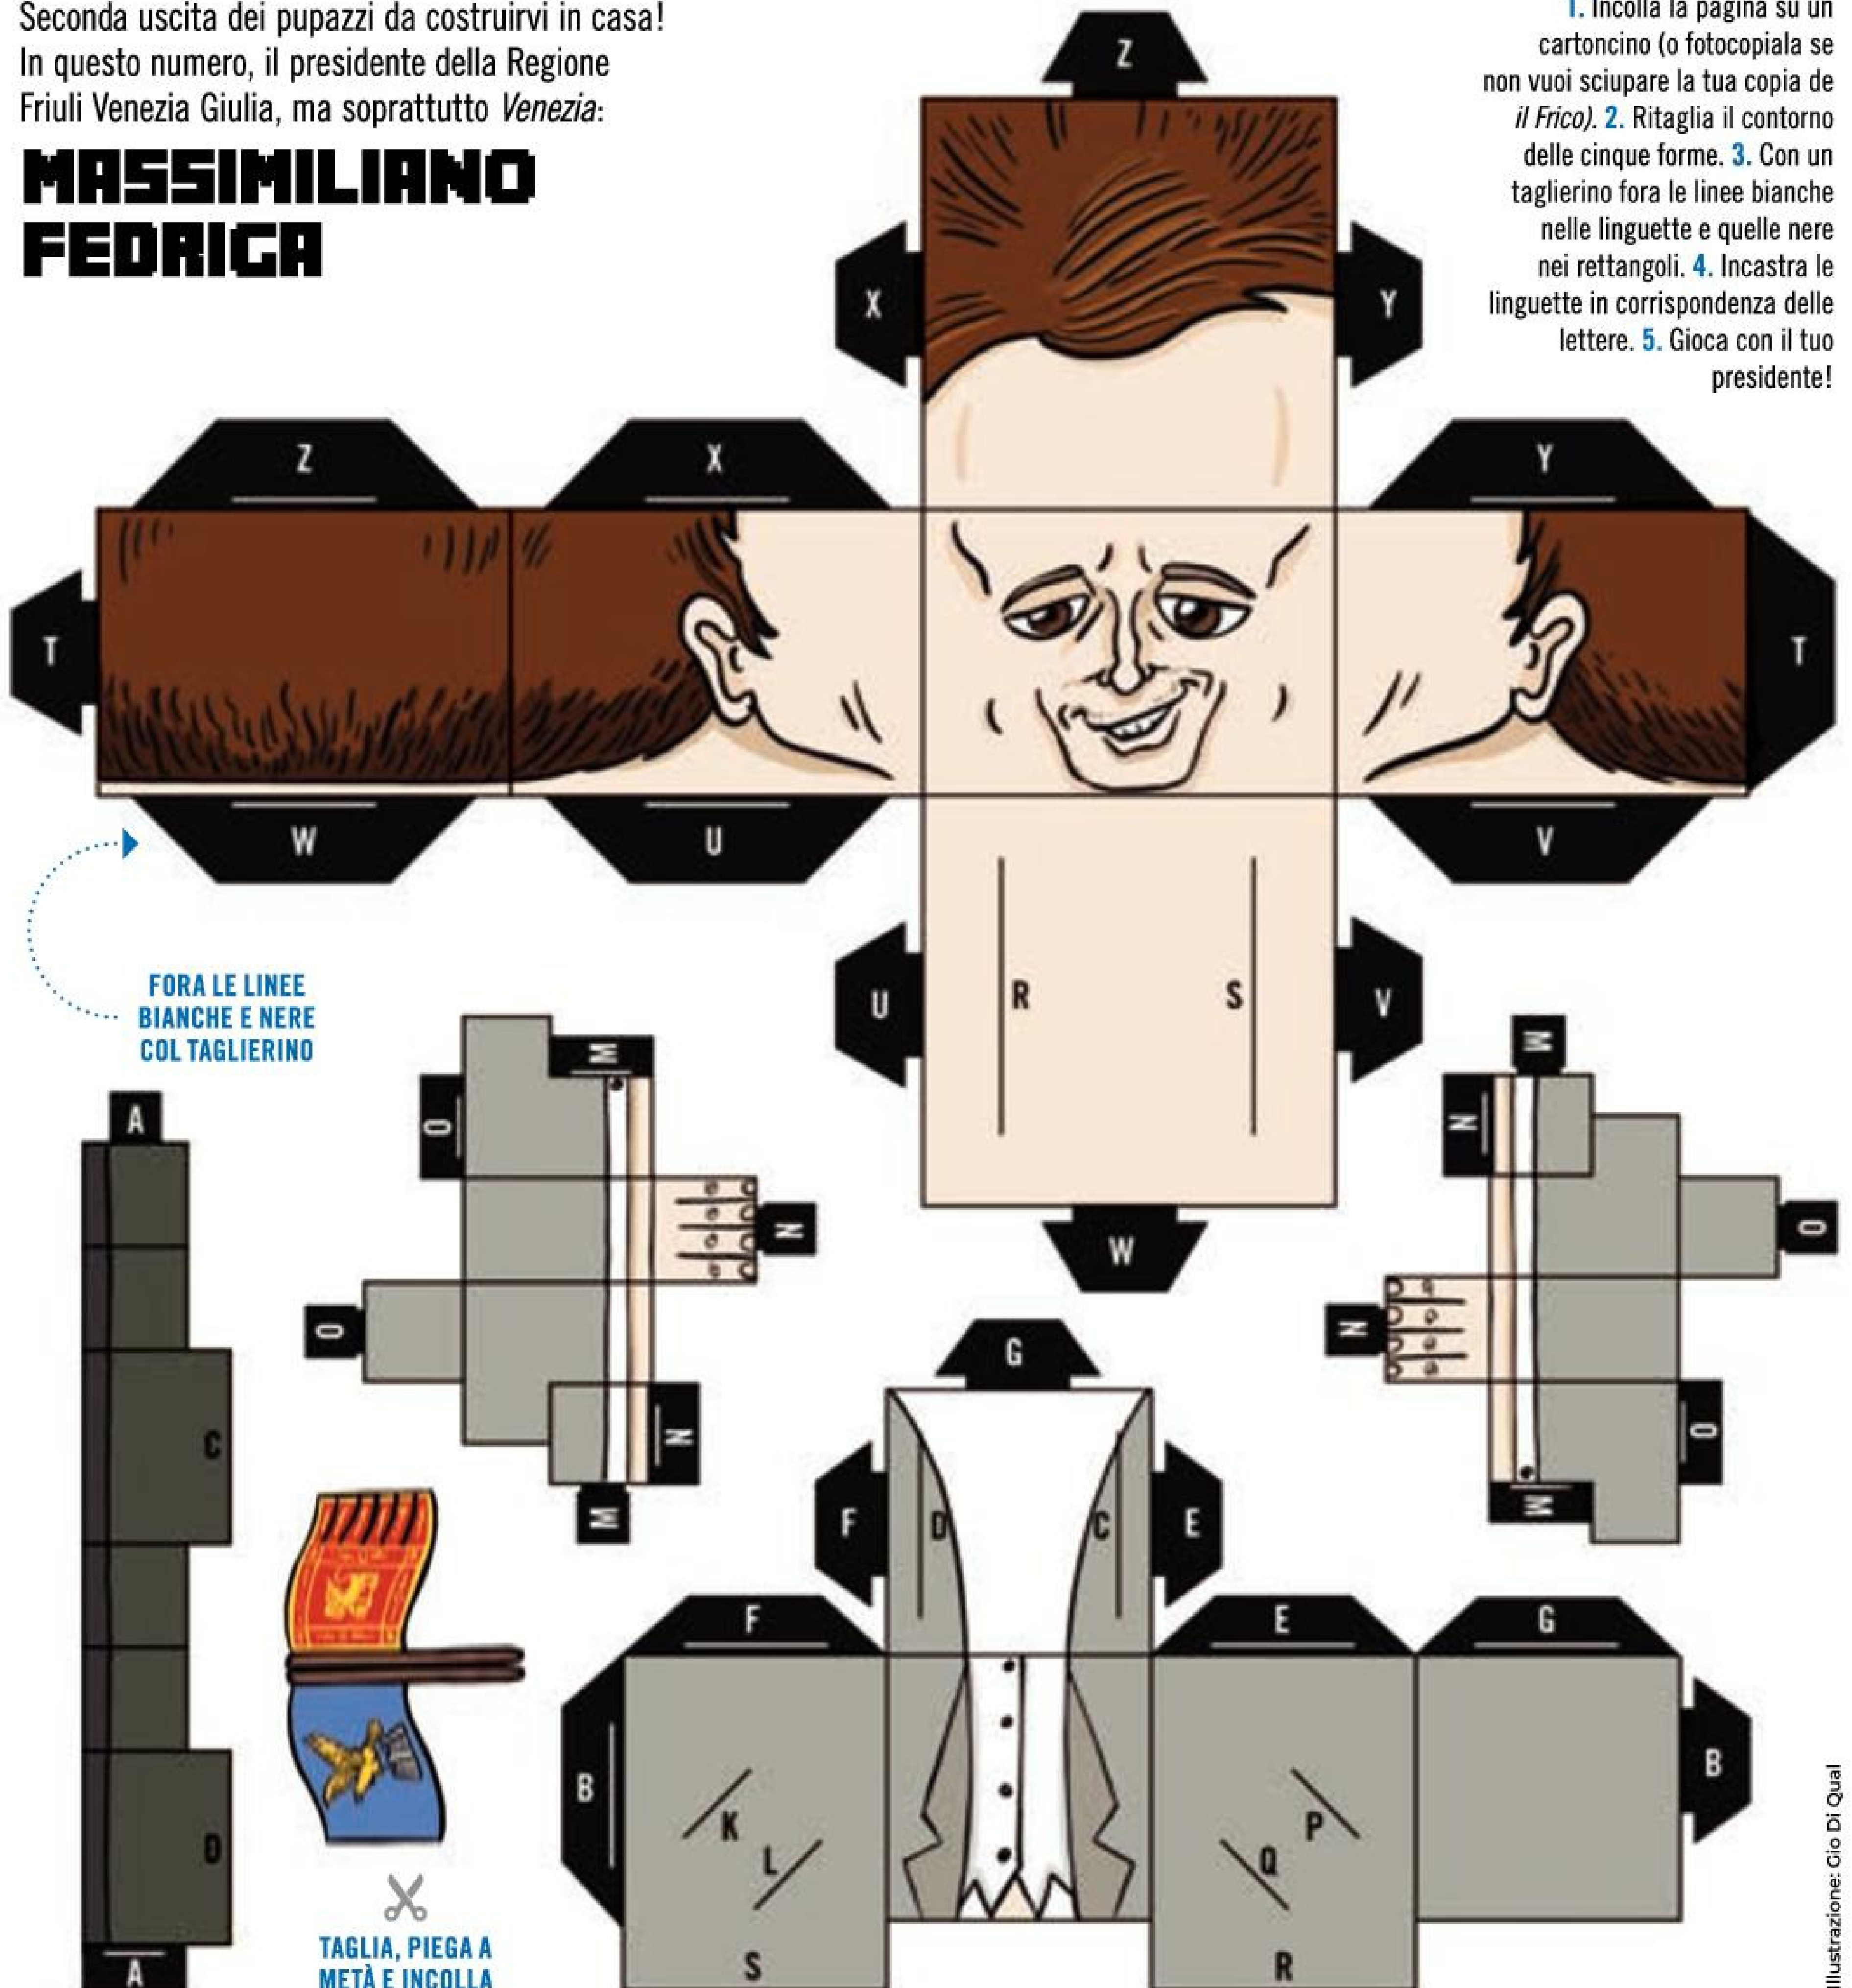 Seconda uscita dei pupazzi da costruirvi in casa!
In questo numero, il presidente della Regione
Friuli Venezia Giulia, ma soprattutto Venezia:
MASSIMILIANO
FEDRIGA
1. Incolla la pagina su un
cartoncino (o fotocopiala se
non vuoi sciupare la tua copia de
il Frico). 2. Ritaglia il contorno
delle cinque forme. 3. Con un
taglierino fora le linee bianche
nelle linguette e quelle nere
nei rettangoli. 4. Incastra le
linguette in corrispondenza delle
lettere. 5. Gioca con il tuo
presidente!
Z
X
Y
Z
X
Y
T
T
W
U
V
FORA LE LINEE
BIANCHE E NERE
COL TAGLIERINO
U
R
S
V
W
A
C
D
A
M
O
N
O
N
M
M
N
O
N
O
M
G
F
D
C
E
F
E
G
B
K
L
P
Q
B
S
R
TAGLIA, PIEGA A
METÀ E INCOLLA
Illustrazione: Gio Di Qual